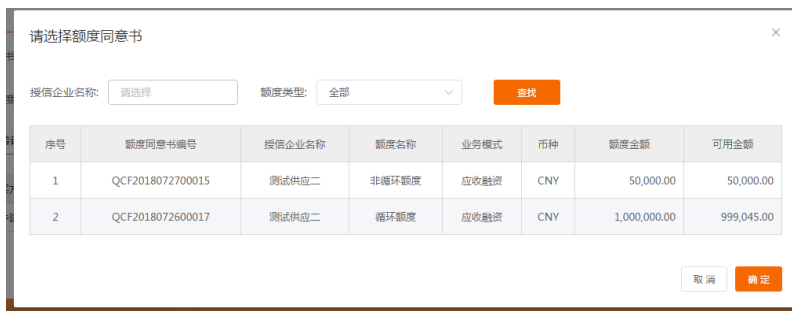 请选择额度同意书
授信企业名称: 请选择 额度类型: 全部 查找
序号 额度同意书编号 授信企业名称 额度名称 业务模式 币种 额度金额 可用金额
1 QCF2018072700015 测试供应二 非循环额度 应收融资 CNY 50,000.00 50,000.00
2 QCF2018072600017 测试供应二 循环额度 应收融资 CNY 1,000,000.00 999,045.00
取消 确定